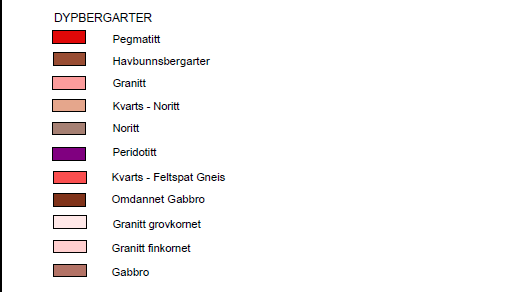 DYPBERGARTER
Pegmatitt
Havbunnsbergarter
Granitt
Kvarts - Noritt
Noritt
Peridotitt
Kvarts - Feltspat Gneis
Omdannet Gabbro
Granitt grovkornet
Granitt finkornet
Gabbro